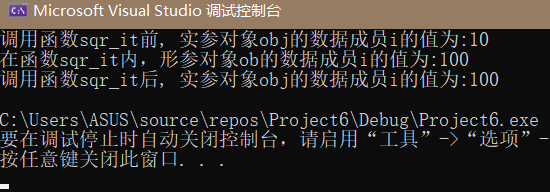 Microsoft Visual Studio 调试控制台
调用函数sqr_it前, 实参对象obj的数据成员i的值为:10
在函数sqr_it内, 形参对象ob的数据成员i的值为:100
调用函数sqr_it后, 实参对象obj的数据成员i的值为:100
C:\Users\ASUS\source\repos\Project6\Debug\Project6.exe
要在调试停止时自动关闭控制台，请启用“工具”->“选项”-
按任意键关闭此窗口. . .